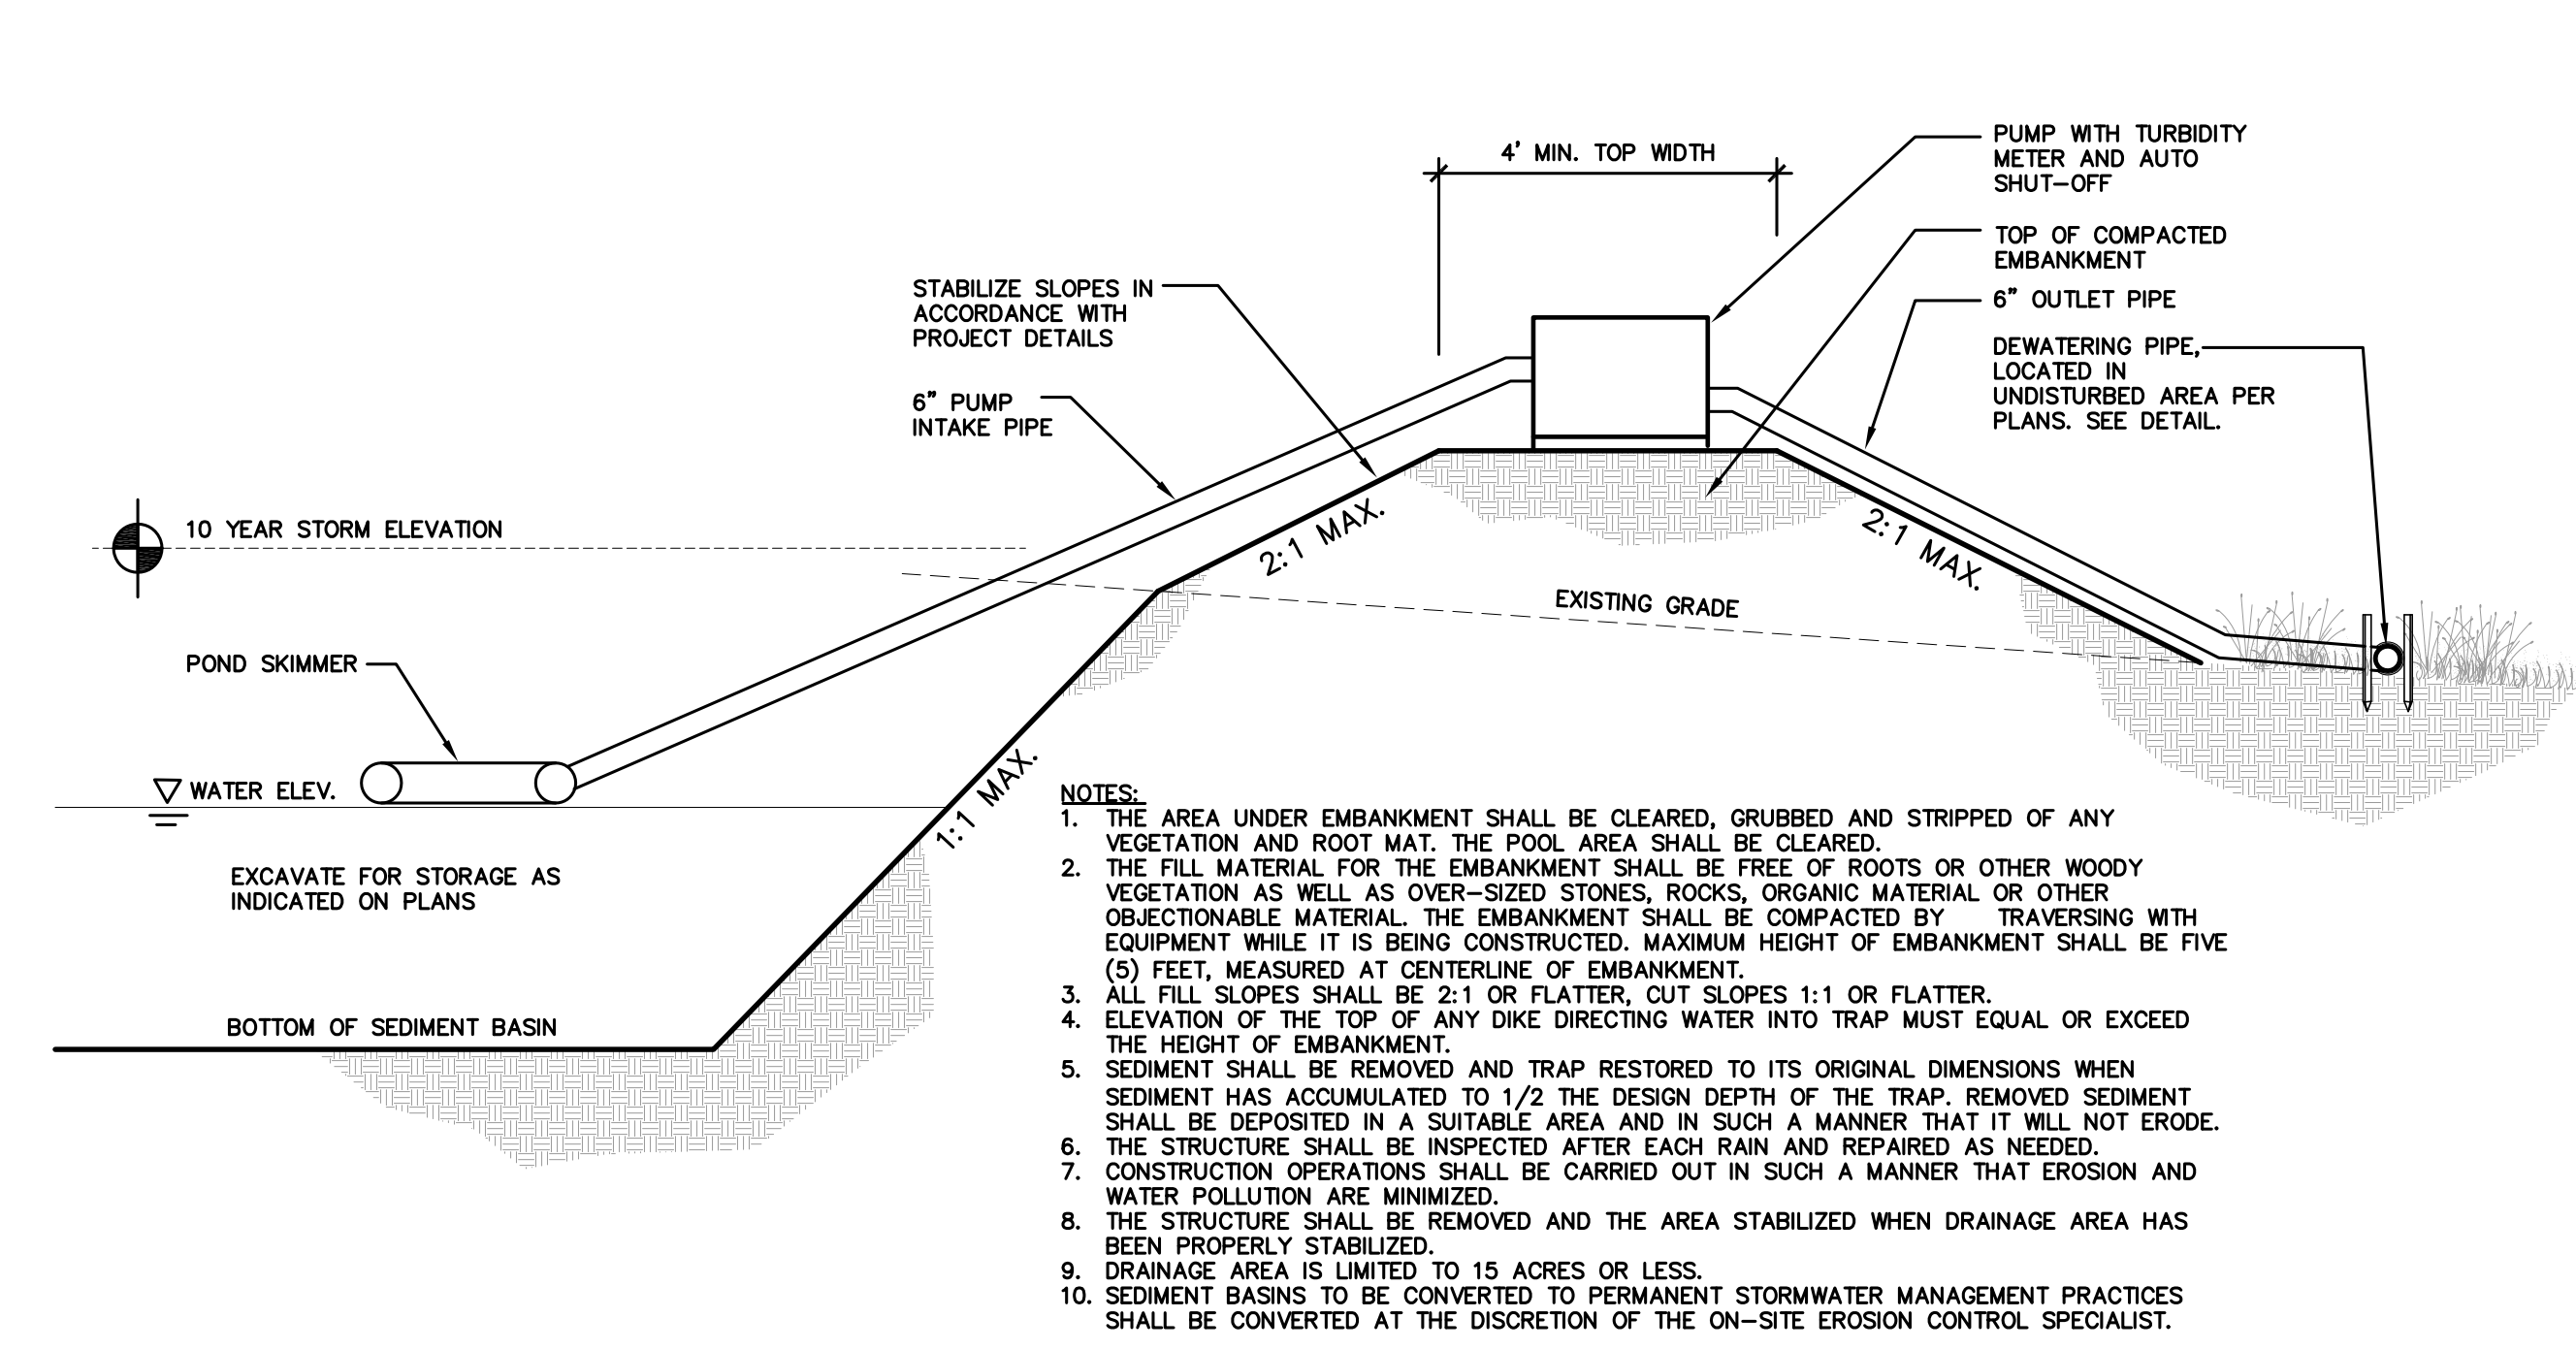 4' MIN. TOP WIDTH
PUMP WITH TURBIDITY
METER AND AUTO
SHUT-OFF
TOP OF COMPACTED
EMBANKMENT
6" OUTLET PIPE
DEWATERING PIPE,
LOCATED IN
UNDISTURBED AREA PER
PLANS. SEE DETAIL.
STABILIZE SLOPES IN
ACCORDANCE WITH
PROJECT DETAILS
6" PUMP
INTAKE PIPE
10 YEAR STORM ELEVATION
2:1 MAX.
2:1 MAX.
EXISTING GRADE
POND SKIMMER
WATER ELEV.
1:1 MAX.
EXCAVATE FOR STORAGE AS
INDICATED ON PLANS
BOTTOM OF SEDIMENT BASIN
NOTES:
1. THE AREA UNDER EMBANKMENT SHALL BE CLEARED, GRUBBED AND STRIPPED OF ANY
VEGETATION AND ROOT MAT. THE POOL AREA SHALL BE CLEARED.
2. THE FILL MATERIAL FOR THE EMBANKMENT SHALL BE FREE OF ROOTS OR OTHER WOODY
VEGETATION AS WELL AS OVER-SIZED STONES, ROCKS, ORGANIC MATERIAL OR OTHER
OBJECTIONABLE MATERIAL. THE EMBANKMENT SHALL BE COMPACTED BY TRAVERSING WITH
EQUIPMENT WHILE IT IS BEING CONSTRUCTED. MAXIMUM HEIGHT OF EMBANKMENT SHALL BE FIVE
(5) FEET, MEASURED AT CENTERLINE OF EMBANKMENT.
3. ALL FILL SLOPES SHALL BE 2:1 OR FLATTER, CUT SLOPES 1:1 OR FLATTER.
4. ELEVATION OF THE TOP OF ANY DIKE DIRECTING WATER INTO TRAP MUST EQUAL OR EXCEED
THE HEIGHT OF EMBANKMENT.
5. SEDIMENT SHALL BE REMOVED AND TRAP RESTORED TO ITS ORIGINAL DIMENSIONS WHEN
SEDIMENT HAS ACCUMULATED TO 1/2 THE DESIGN DEPTH OF THE TRAP. REMOVED SEDIMENT
SHALL BE DEPOSITED IN A SUITABLE AREA AND IN SUCH A MANNER THAT IT WILL NOT ERODE.
6. THE STRUCTURE SHALL BE INSPECTED AFTER EACH RAIN AND REPAIRED AS NEEDED.
7. CONSTRUCTION OPERATIONS SHALL BE CARRIED OUT IN SUCH A MANNER THAT EROSION AND
WATER POLLUTION ARE MINIMIZED.
8. THE STRUCTURE SHALL BE REMOVED AND THE AREA STABILIZED WHEN DRAINAGE AREA HAS
BEEN PROPERLY STABILIZED.
9. DRAINAGE AREA IS LIMITED TO 15 ACRES OR LESS.
10. SEDIMENT BASINS TO BE CONVERTED TO PERMANENT STORMWATER MANAGEMENT PRACTICES
SHALL BE CONVERTED AT THE DISCRETION OF THE ON-SITE EROSION CONTROL SPECIALIST.